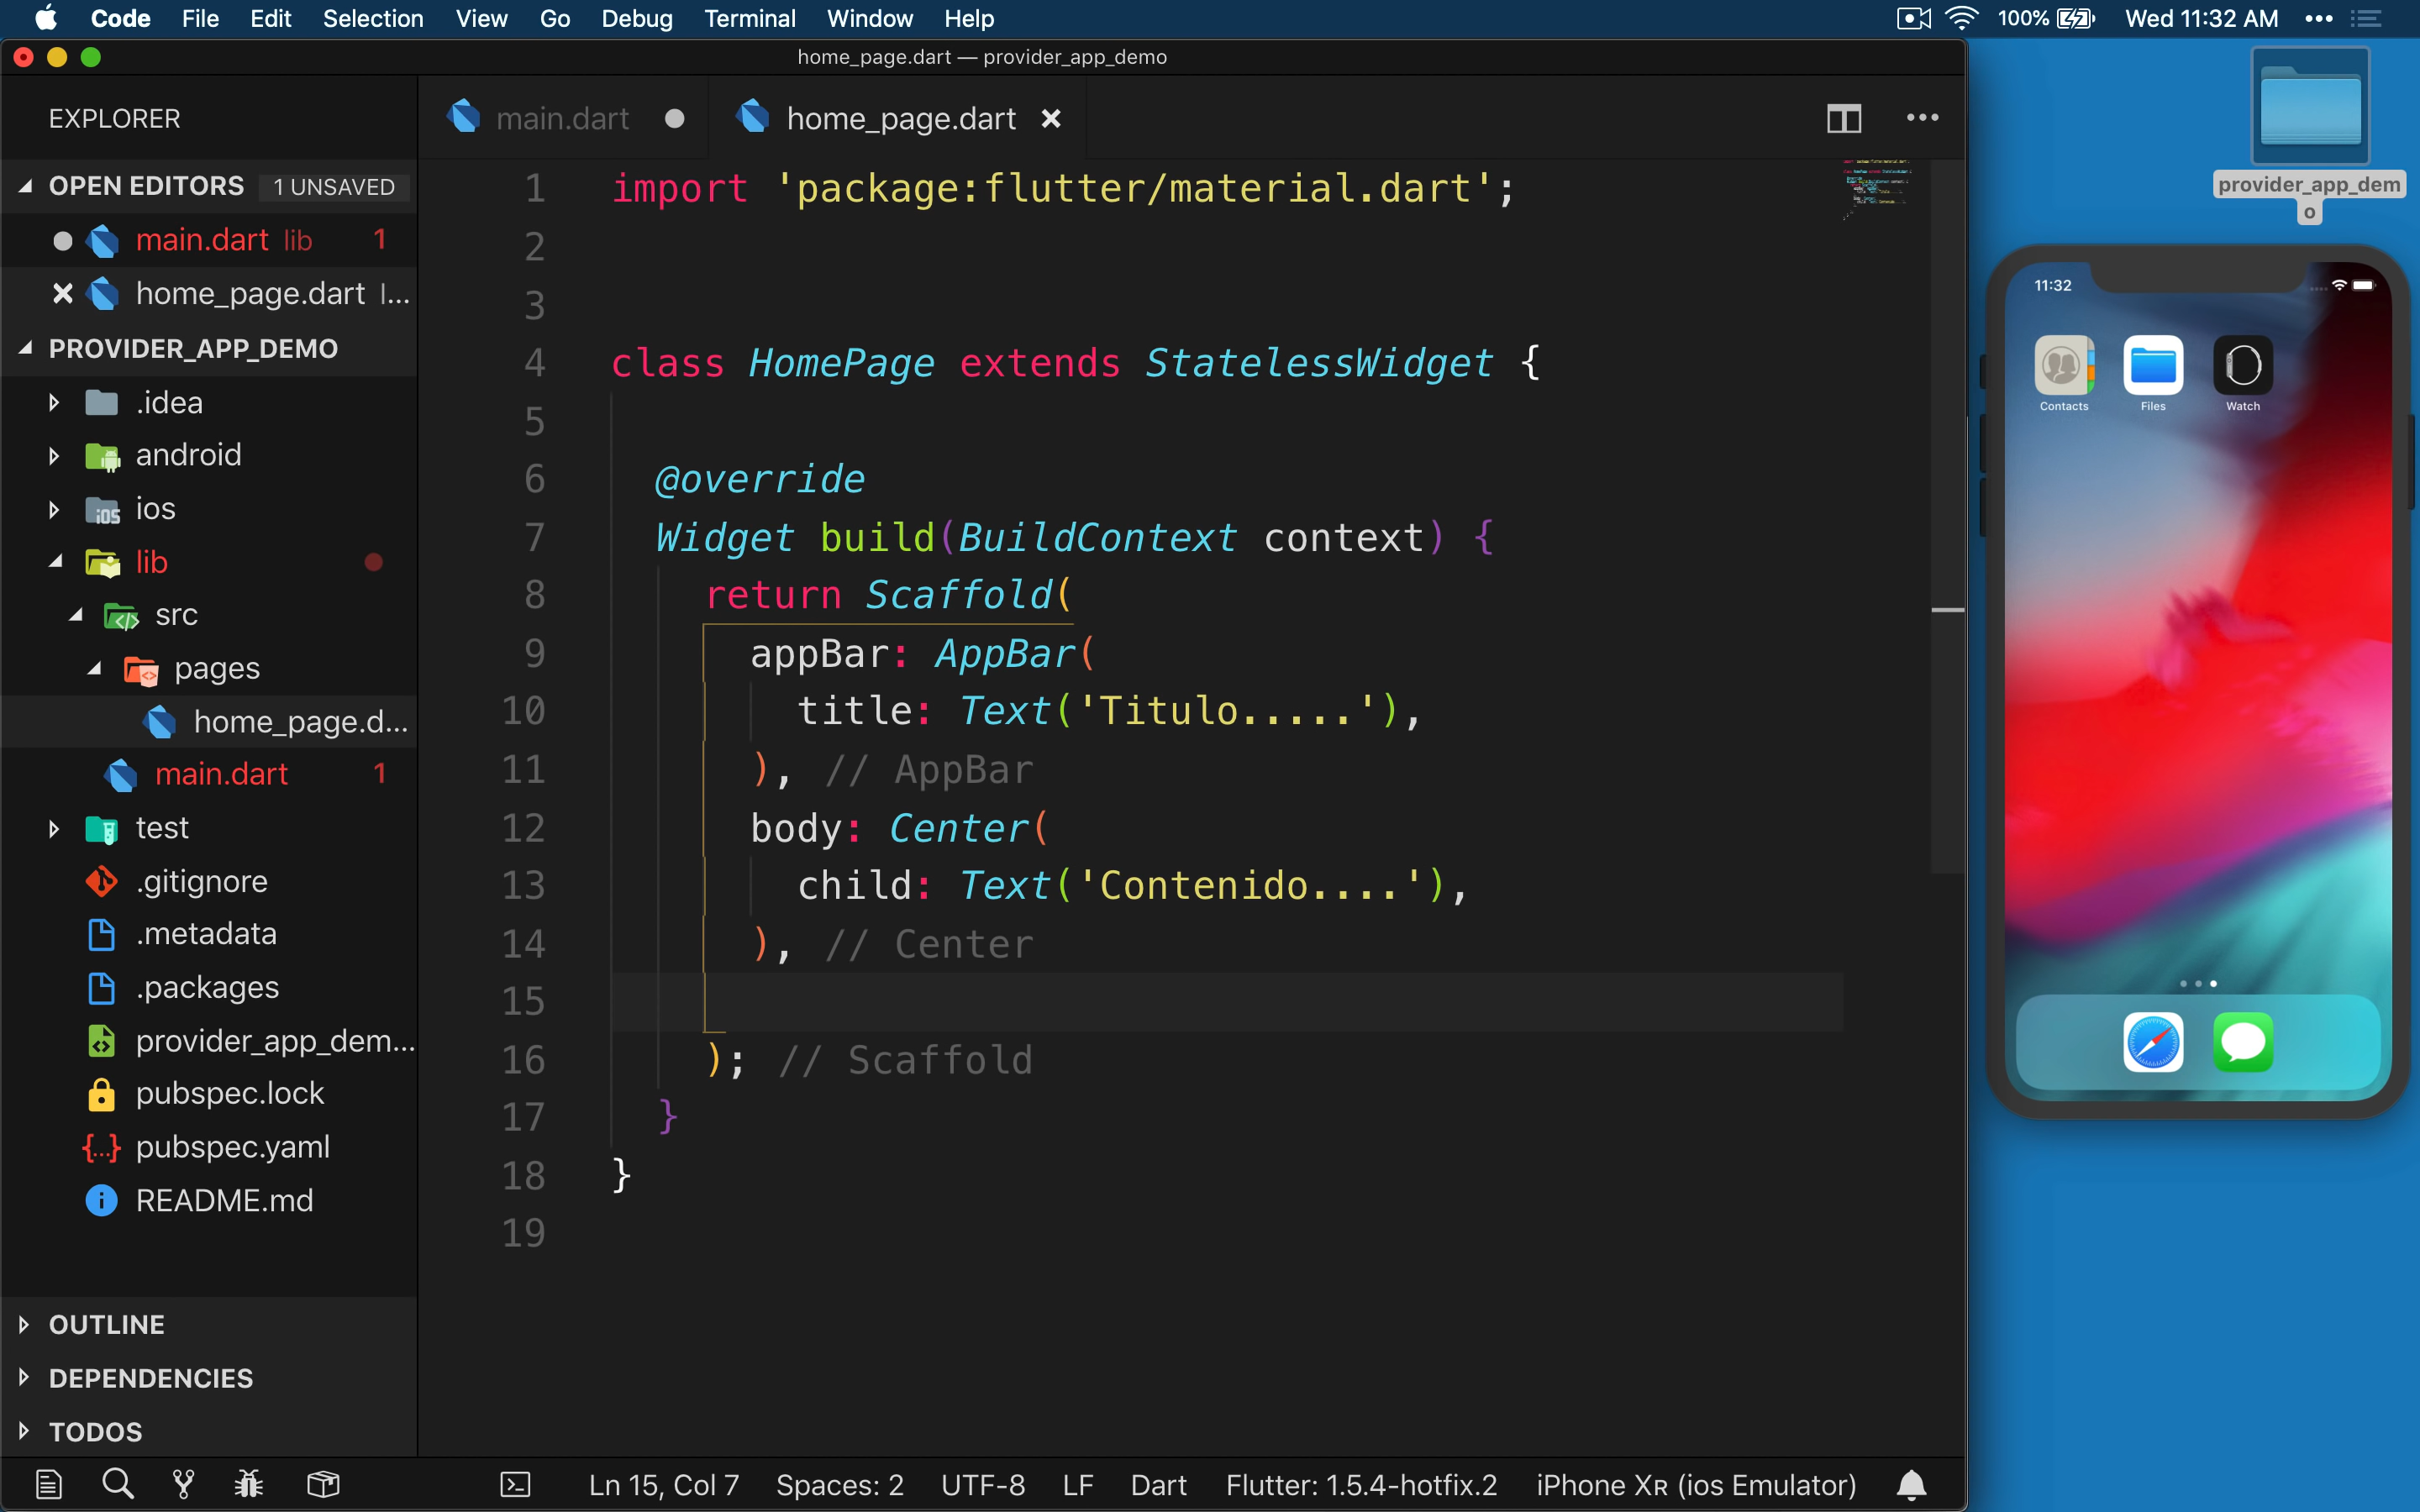 Code File Edit Selection View Go Debug Terminal Window Help 100% Wed 11:32 AM
home_page.dart — provider_app_demo
EXPLORER
OPEN EDITORS 1 UNSAVED
main.dart lib 1
home_page.dart l...
PROVIDER_APP_DEMO
.idea
android
ios
lib
src
pages
home_page.d...
main.dart 1
test
.gitignore
.metadata
.packages
provider_app_dem...
pubspec.lock
pubspec.yaml
README.md
OUTLINE
DEPENDENCIES
TODOS
main.dart
home_page.dart
1 import 'package:flutter/material.dart';
2
3
4 class HomePage extends StatelessWidget {
5
6 @override
7 Widget build(BuildContext context) {
8 return Scaffold(
9 appBar: AppBar(
10 title: Text('Titulo.....'),
11 ), // AppBar
12 body: Center(
13 child: Text('Contenido....'),
14 ), // Center
15
16 ); // Scaffold
17 }
18 }
19
Ln 15, Col 7 Spaces: 2 UTF-8 LF Dart Flutter: 1.5.4-hotfix.2 iPhone XR (ios Emulator)
provider_app_dem
o
11:32
Contacts Files Watch